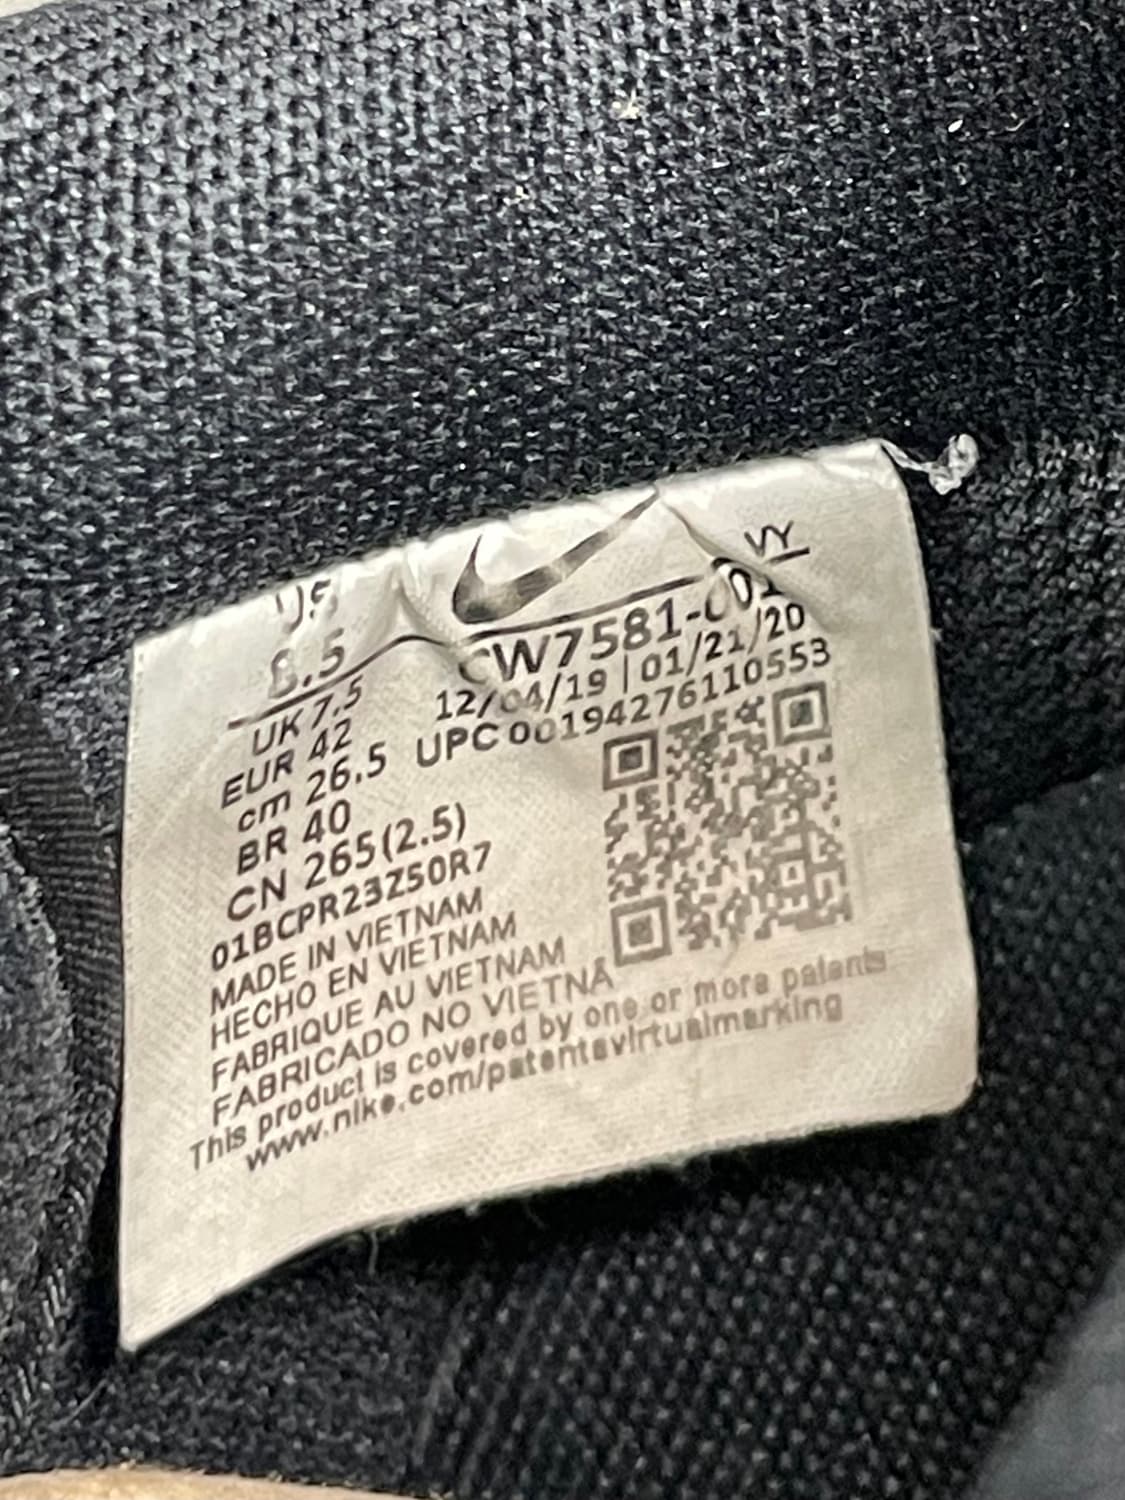 US
8.5
VY
CW7581-001
12/04/19 | 01/21/20
UPC 00194276110553
UK 7.5
EUR 42
cm 26.5
BR 40
CN 265(2.5)
01BCPR23Z50R7
MADE IN VIETNAM
HECHO EN VIETNAM
FABRIQUE AU VIETNAM
FABRICADO NO VIETNÃ
This product is covered by one or more patents
www.nike.com/patentsvirtualmarking